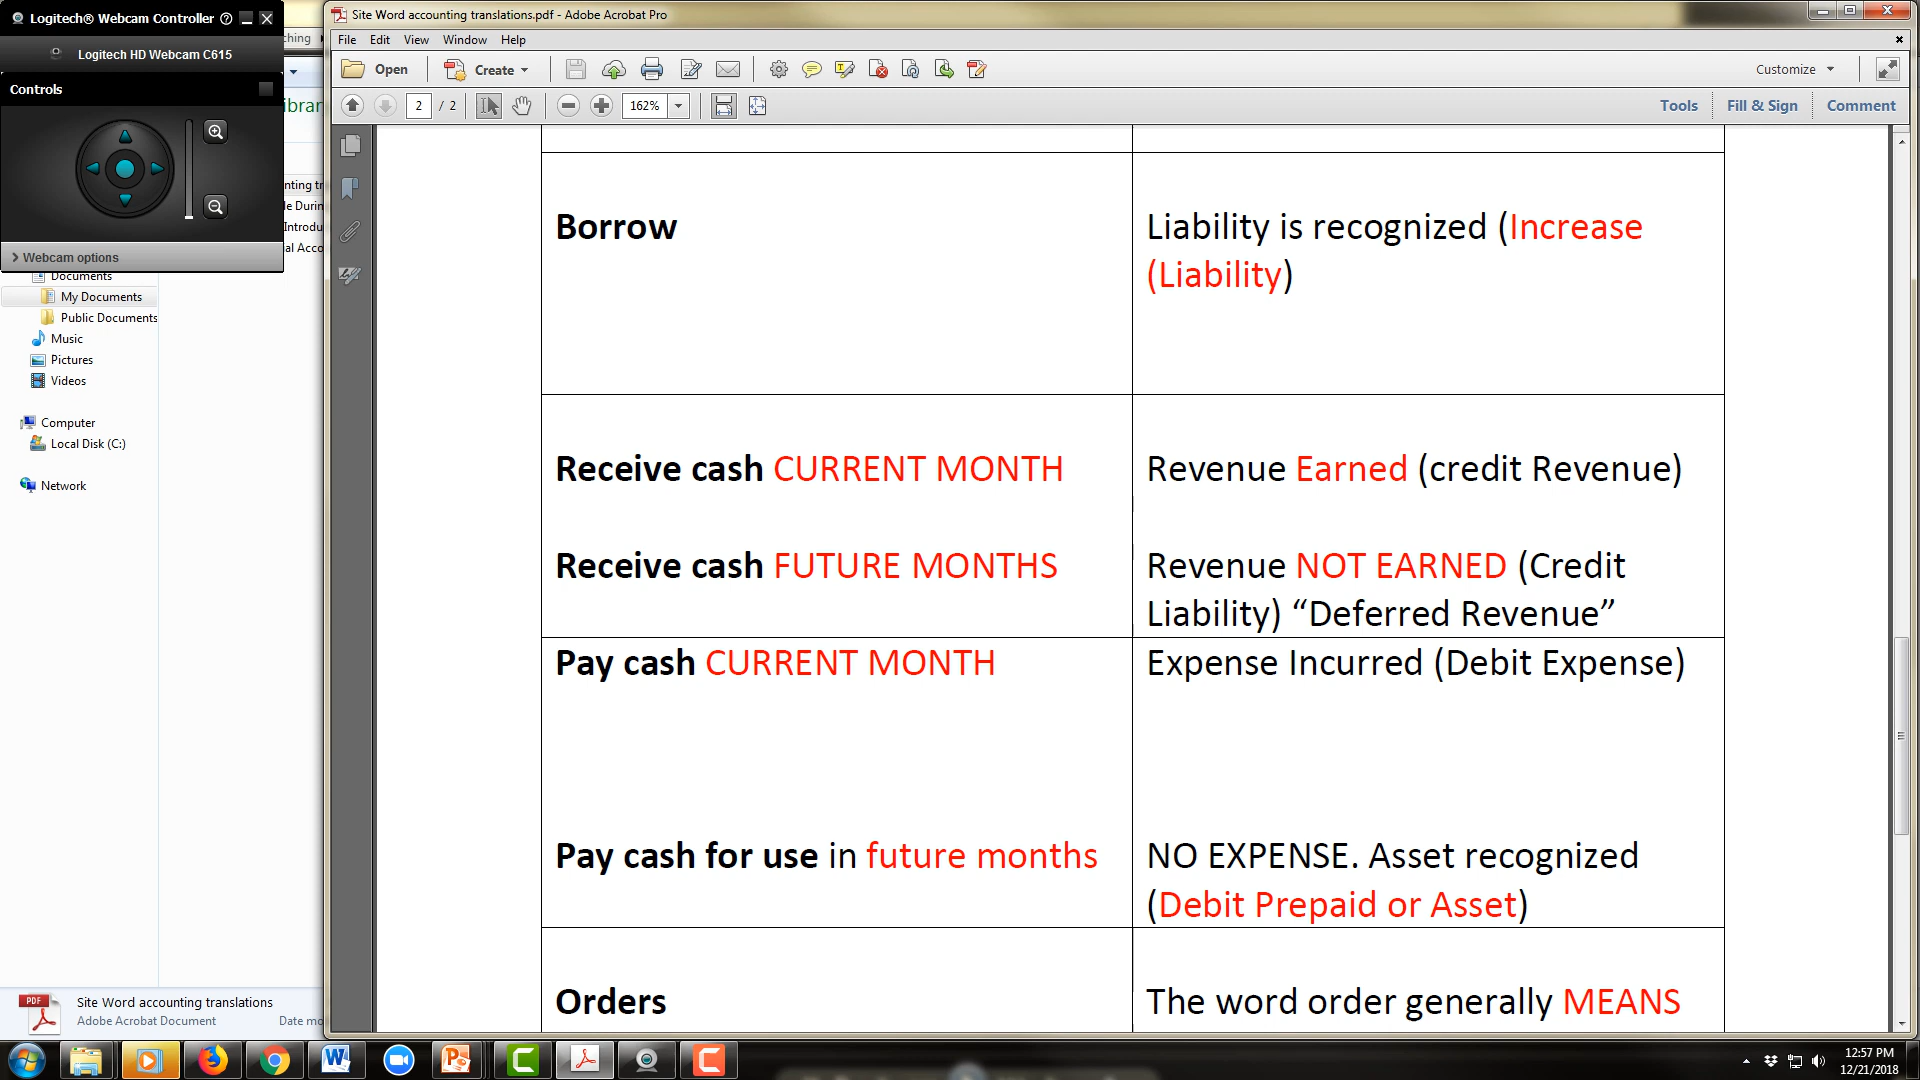 Logitech® Webcam Controller
Logitech HD Webcam C615
Controls
Webcam options
Documents
My Documents
Public Documents
Music
Pictures
Videos
Computer
Local Disk (C:)
Network
Site Word accounting translations
Adobe Acrobat Document
Date mo
Site Word accounting translations.pdf - Adobe Acrobat Pro
File Edit View Window Help
Open Create Customize
2 / 2 162% Tools Fill & Sign Comment
Borrow
Liability is recognized (Increase
(Liability)
Receive cash CURRENT MONTH
Revenue Earned (credit Revenue)
Receive cash FUTURE MONTHS
Revenue NOT EARNED (Credit
Liability) “Deferred Revenue”
Pay cash CURRENT MONTH
Expense Incurred (Debit Expense)
Pay cash for use in future months
NO EXPENSE. Asset recognized
(Debit Prepaid or Asset)
Orders
The word order generally MEANS
12:57 PM
12/21/2018